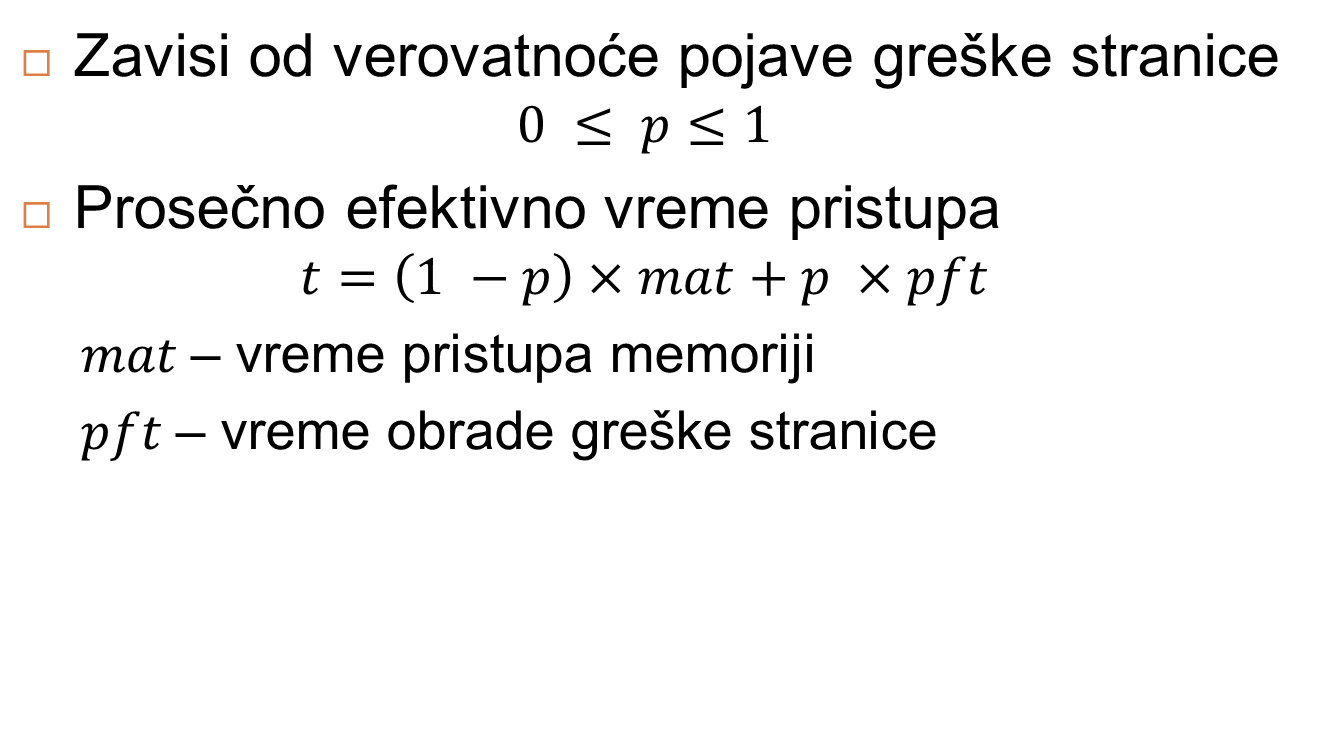 Zavisi od verovatnoće pojave greške stranice
0 ≤ p ≤ 1
Prosečno efektivno vreme pristupa
t = (1 − p) × mat + p × pft
mat – vreme pristupa memoriji
pft – vreme obrade greške stranice